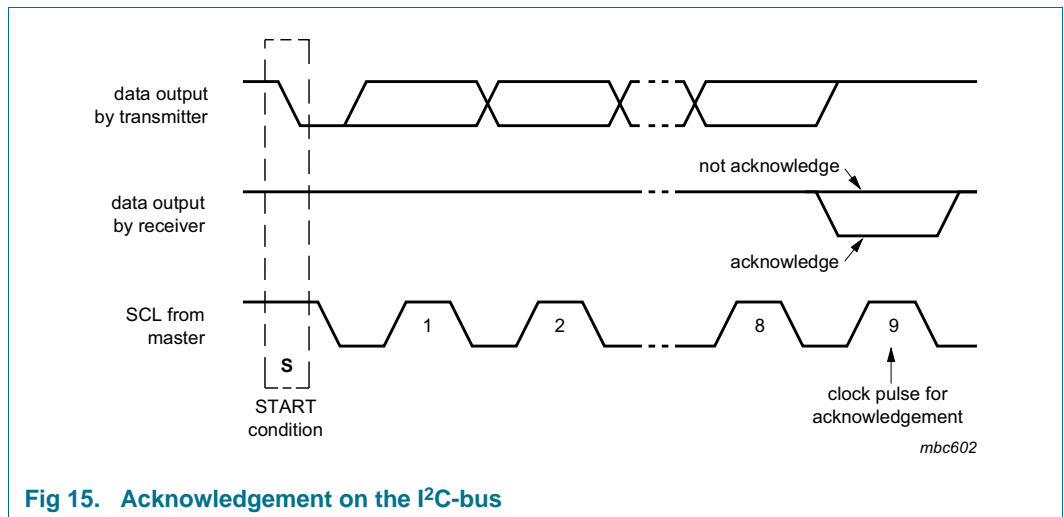 data output
by transmitter
not acknowledge
data output
by receiver
acknowledge
SCL from
master
1
2
8
9
S
START
condition
clock pulse for
acknowledgement
mbc602
Fig 15. Acknowledgement on the I²C-bus